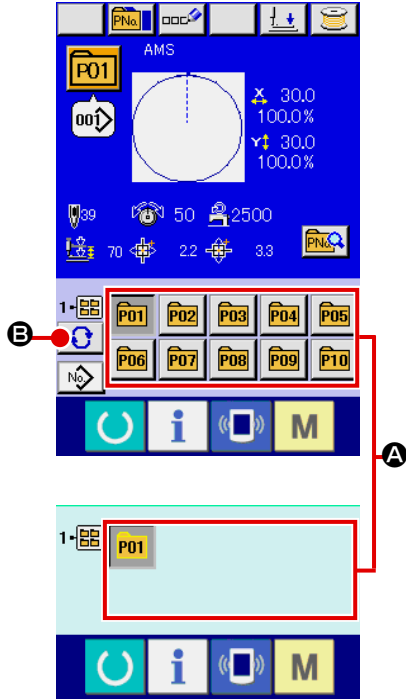 PNo.
AMS
P01
001
X 30.0
100.0%
Y 30.0
100.0%
39 50 2500
70 2.2 3.3
PNo.
1-
P01 P02 P03 P04 P05
B
P06 P07 P08 P09 P10
No.
i M
A
1-
P01
i M